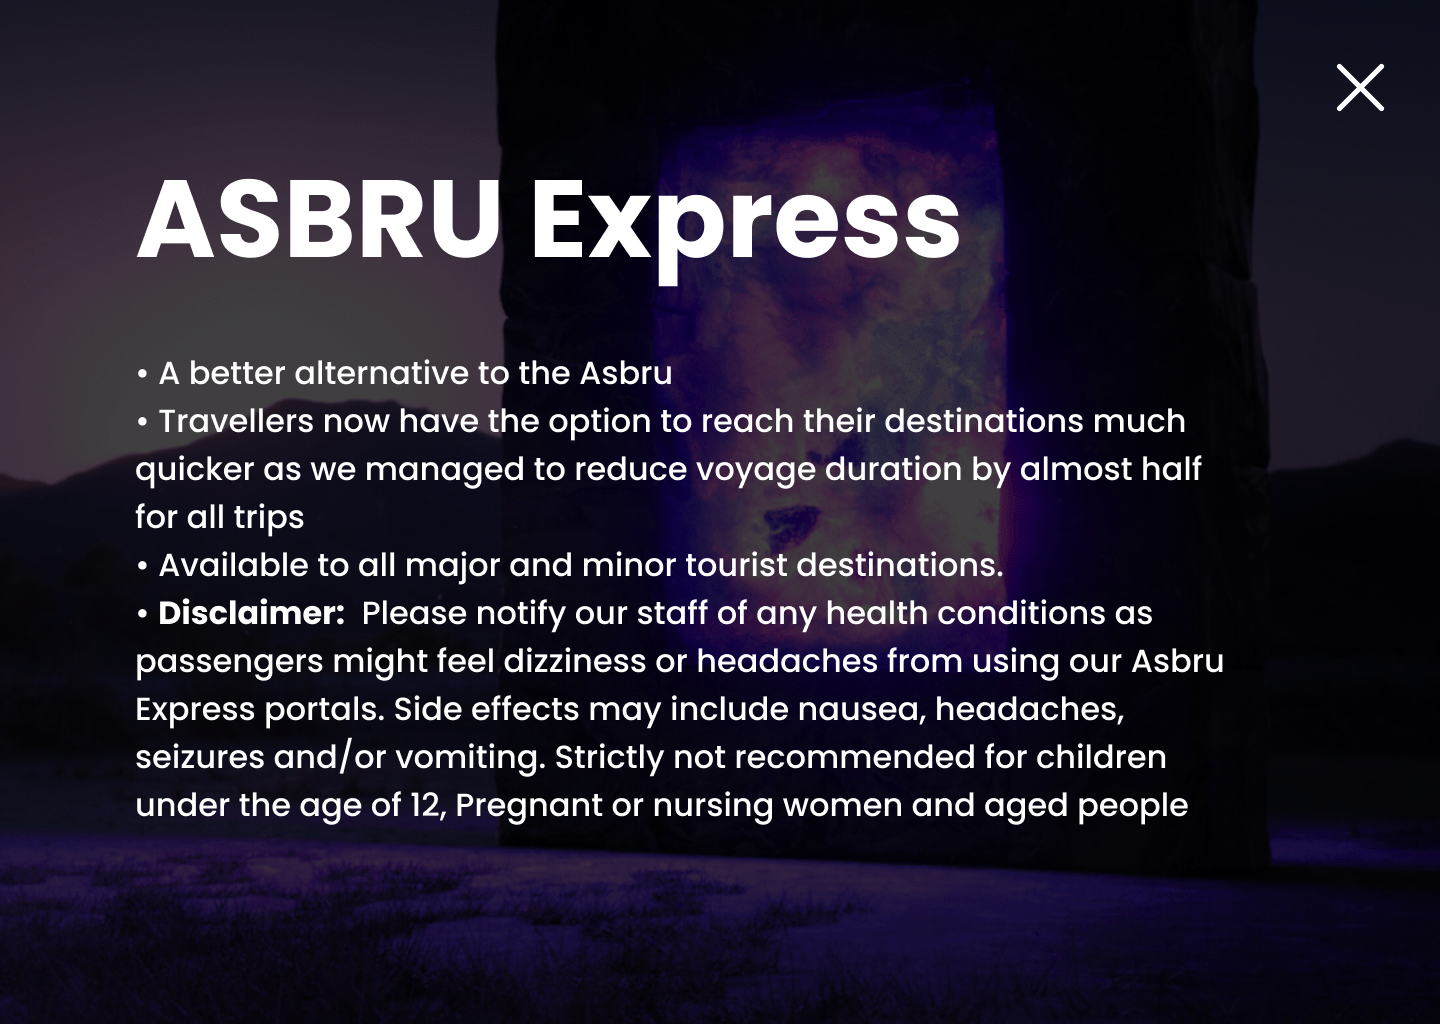 ASBRU Express
• A better alternative to the Asbru
• Travellers now have the option to reach their destinations much
quicker as we managed to reduce voyage duration by almost half
for all trips
• Available to all major and minor tourist destinations.
• Disclaimer:  Please notify our staff of any health conditions as
passengers might feel dizziness or headaches from using our Asbru
Express portals. Side effects may include nausea, headaches,
seizures and/or vomiting. Strictly not recommended for children
under the age of 12, Pregnant or nursing women and aged people